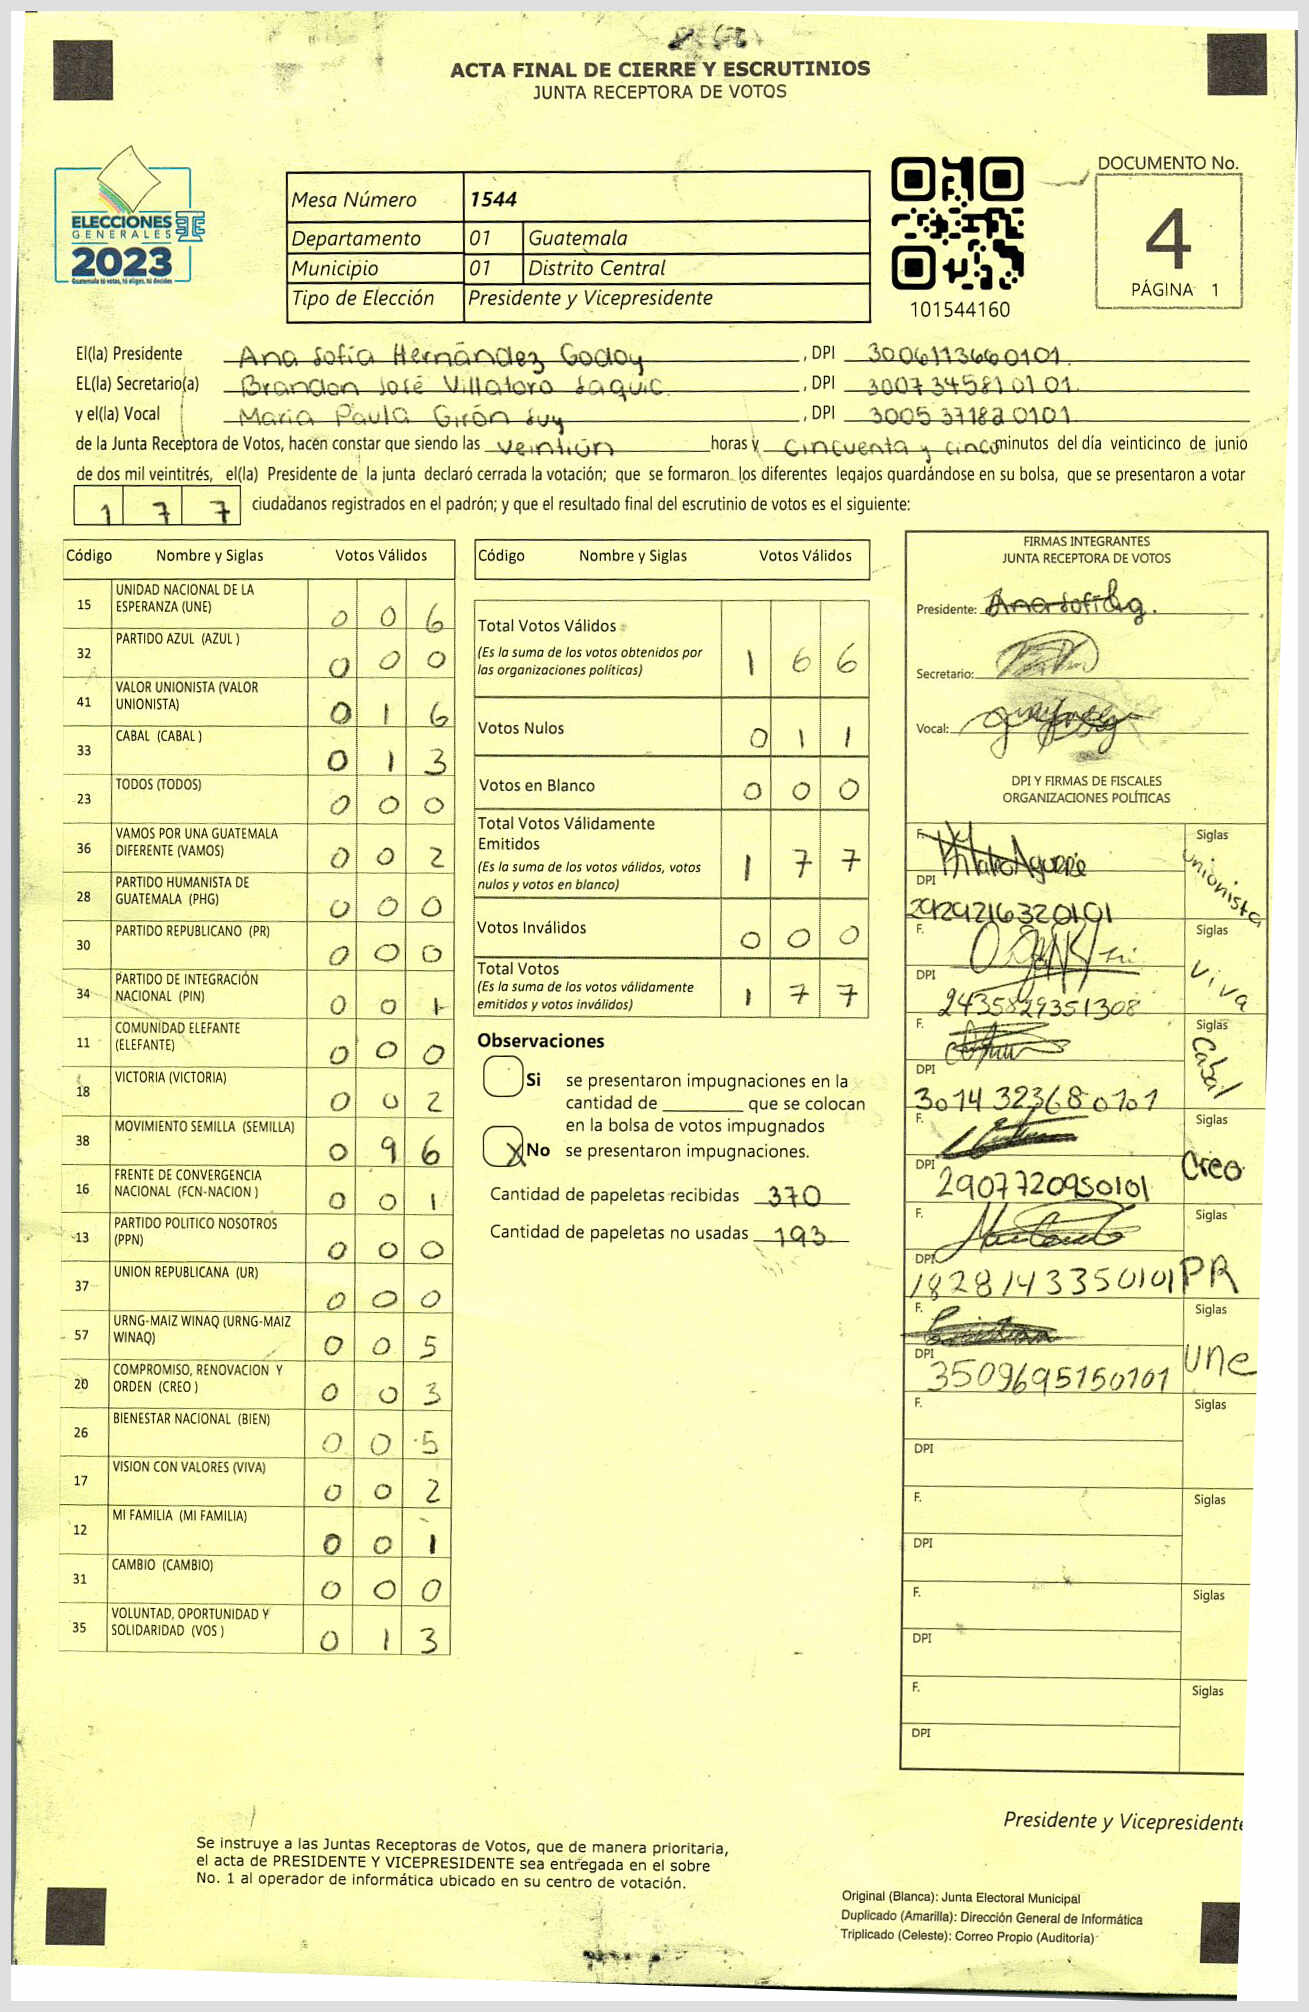 ACTA FINAL DE CIERRE Y ESCRUTINIOS
JUNTA RECEPTORA DE VOTOS
ELECCIONES
GENERALES
2023
Guatemala tú votas, tú eliges, tú decides
Mesa Número 1544
Departamento 01 Guatemala
Municipio 01 Distrito Central
Tipo de Elección Presidente y Vicepresidente
101544160
DOCUMENTO No.
4
PÁGINA 1
El(la) Presidente Ana Sofía Hernández Godoy, DPI 3006113660101
EL(la) Secretario(a) Brandon José Villatoro Saquic, DPI 3007345810101
y el(la) Vocal María Paula Girón Suy, DPI 3005371820101
de la Junta Receptora de Votos, hacen constar que siendo las veintiún horas y cincuenta y cinco minutos del día veinticinco de junio
de dos mil veintitrés, el(la) Presidente de la junta declaró cerrada la votación; que se formaron los diferentes legajos guardándose en su bolsa, que se presentaron a votar
177 ciudadanos registrados en el padrón; y que el resultado final del escrutinio de votos es el siguiente:
Código Nombre y Siglas Votos Válidos
15 UNIDAD NACIONAL DE LA
ESPERANZA (UNE) 0 0 6
32 PARTIDO AZUL (AZUL ) 0 0 0
41 VALOR UNIONISTA (VALOR
UNIONISTA) 0 1 6
33 CABAL (CABAL ) 0 1 3
23 TODOS (TODOS) 0 0 0
36 VAMOS POR UNA GUATEMALA
DIFERENTE (VAMOS) 0 0 2
28 PARTIDO HUMANISTA DE
GUATEMALA (PHG) 0 0 0
30 PARTIDO REPUBLICANO (PR) 0 0 0
34 PARTIDO DE INTEGRACIÓN
NACIONAL (PIN) 0 0 1
11 COMUNIDAD ELEFANTE
(ELEFANTE) 0 0 0
18 VICTORIA (VICTORIA) 0 0 2
38 MOVIMIENTO SEMILLA (SEMILLA) 0 9 6
16 FRENTE DE CONVERGENCIA
NACIONAL (FCN-NACION ) 0 0 1
13 PARTIDO POLITICO NOSOTROS
(PPN) 0 0 0
37 UNION REPUBLICANA (UR) 0 0 0
57 URNG-MAIZ WINAQ (URNG-MAIZ
WINAQ) 0 0 5
20 COMPROMISO, RENOVACION Y
ORDEN (CREO ) 0 0 3
26 BIENESTAR NACIONAL (BIEN) 0 0 5
17 VISION CON VALORES (VIVA) 0 0 2
12 MI FAMILIA (MI FAMILIA) 0 0 1
31 CAMBIO (CAMBIO) 0 0 0
35 VOLUNTAD, OPORTUNIDAD Y
SOLIDARIDAD (VOS ) 0 1 3
Código Nombre y Siglas Votos Válidos
Total Votos Válidos
(Es la suma de los votos obtenidos por
las organizaciones políticas) 1 6 6
Votos Nulos 0 1 1
Votos en Blanco 0 0 0
Total Votos Válidamente
Emitidos
(Es la suma de los votos válidos, votos
nulos y votos en blanco) 1 7 7
Votos Inválidos 0 0 0
Total Votos
(Es la suma de los votos válidamente
emitidos y votos inválidos) 1 7 7
Observaciones
Si se presentaron impugnaciones en la
cantidad de ________ que se colocan
en la bolsa de votos impugnados
X No se presentaron impugnaciones.
Cantidad de papeletas recibidas 370
Cantidad de papeletas no usadas 193
FIRMAS INTEGRANTES
JUNTA RECEPTORA DE VOTOS
Presidente:
Secretario:
Vocal:
DPI Y FIRMAS DE FISCALES
ORGANIZACIONES POLÍTICAS
F. Siglas Unionista
DPI 2929216320101
F. Siglas Viva
DPI 2435829351308
F. Siglas Cabal
DPI 3014323680101
F. Siglas Creo
DPI 2907720950101
F. Siglas PR
DPI 1828143350101
F. Siglas Une
DPI 3509695150101
F. Siglas
DPI
F. Siglas
DPI
F. Siglas
DPI
F. Siglas
DPI
Presidente y Vicepresidente
Se instruye a las Juntas Receptoras de Votos, que de manera prioritaria,
el acta de PRESIDENTE Y VICEPRESIDENTE sea entregada en el sobre
No. 1 al operador de informática ubicado en su centro de votación.
Original (Blanca): Junta Electoral Municipal
Duplicado (Amarilla): Dirección General de Informática
Triplicado (Celeste): Correo Propio (Auditoría)